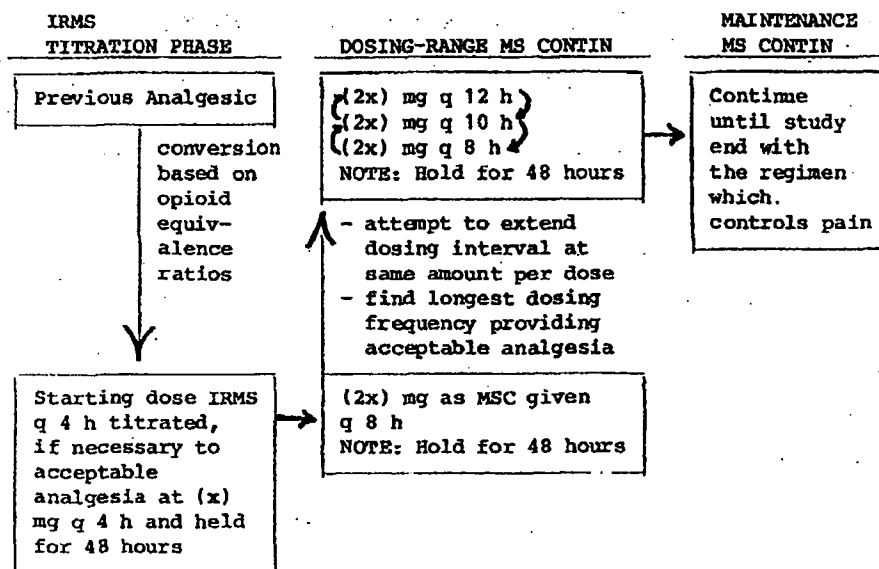 IRMS
TITRATION PHASE
Previous Analgesic
conversion
based on
opioid
equiv-
alence
ratios
Starting dose IRMS
q 4 h titrated,
if necessary to
acceptable
analgesia at (x)
mg q 4 h and held
for 48 hours
DOSING-RANGE MS CONTIN
(2x) mg q 12 h
(2x) mg q 10 h
(2x) mg q 8 h
NOTE: Hold for 48 hours
- attempt to extend
dosing interval at
same amount per dose
- find longest dosing
frequency providing
acceptable analgesia
(2x) mg as MSC given
q 8 h
NOTE: Hold for 48 hours
MAINTENANCE
MS CONTIN
Continue
until study
end with
the regimen
which.
controls pain